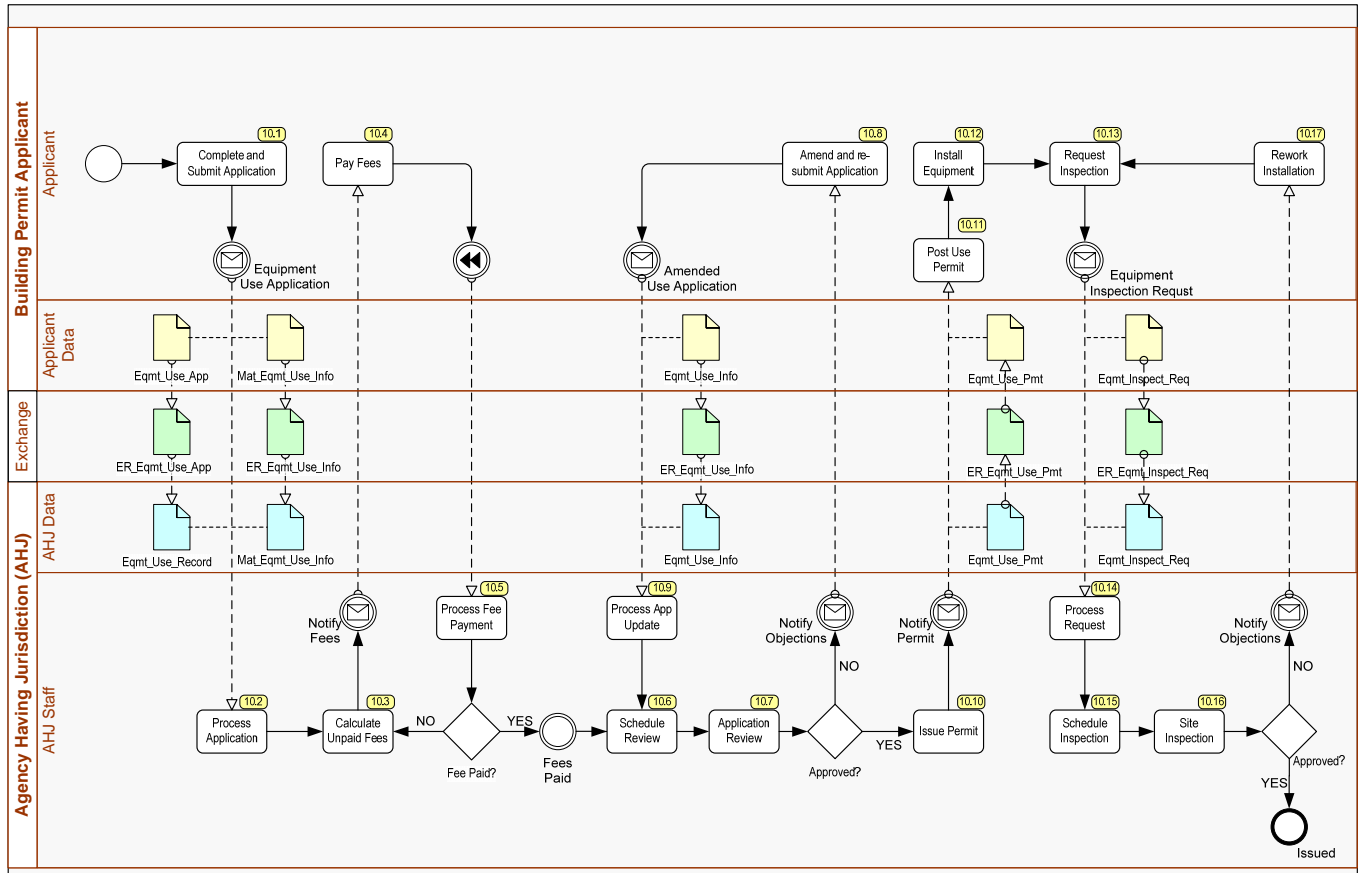 Building Permit Applicant
Applicant
10.1
Complete and
Submit Application
10.4
Pay Fees
10.8
Amend and re-
submit Application
10.12
Install
Equipment
10.13
Request
Inspection
10.17
Rework
Installation
10.11
Post Use
Permit
Equipment
Use Application
Amended
Use Application
Equipment
Inspection Requst
Applicant
Data
Eqmt_Use_App
Mat_Eqmt_Use_Info
Eqmt_Use_Info
Eqmt_Use_Pmt
Eqmt_Inspect_Req
Exchange
ER_Eqmt_Use_App
ER_Eqmt_Use_Info
ER_Eqmt_Use_Info
ER_Eqmt_Use_Pmt
ER_Eqmt_Inspect_Req
Agency Having Jurisdiction (AHJ)
AHJ Data
Eqmt_Use_Record
Mat_Eqmt_Use_Info
Eqmt_Use_Info
Eqmt_Use_Pmt
Eqmt_Inspect_Req
AHJ Staff
Notify
Fees
10.5
Process Fee
Payment
10.9
Process App
Update
Notify
Objections
Notify
Permit
10.14
Process
Request
Notify
Objections
10.2
Process
Application
10.3
Calculate
Unpaid Fees
NO
Fee Paid?
YES
Fees
Paid
10.6
Schedule
Review
10.7
Application
Review
NO
Approved?
YES
10.10
Issue Permit
10.15
Schedule
Inspection
10.16
Site
Inspection
NO
Approved?
YES
Issued